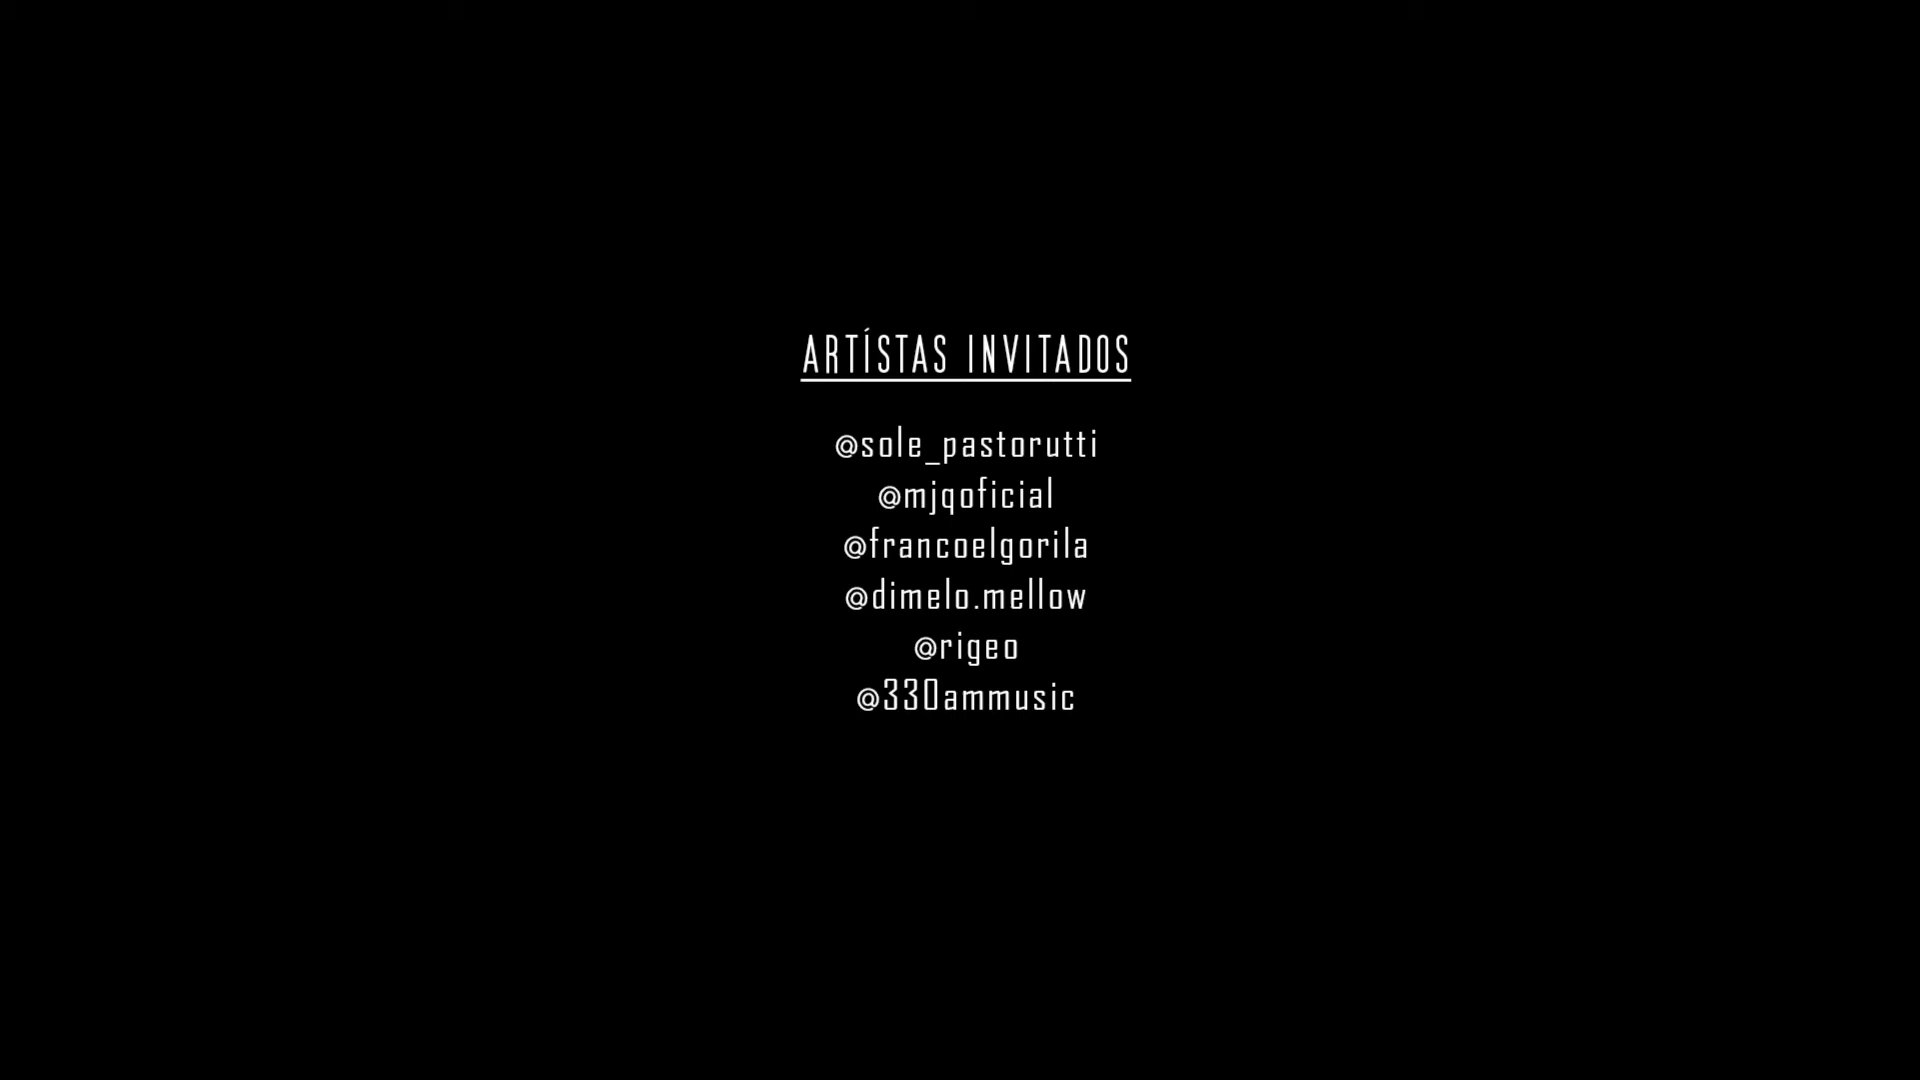 ARTÍSTAS INVITADOS
@sole_pastorutti
@mjqoficial
@francoelgorila
@dimelo.mellow
@rigeo
@330ammusic